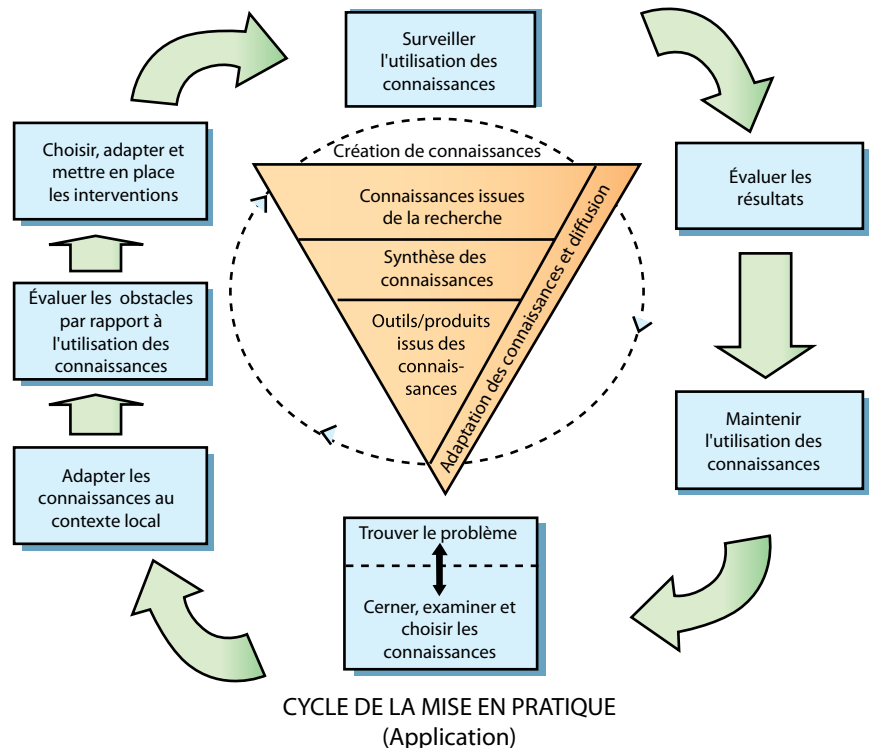 Surveiller
l'utilisation des
connaissances
Choisir, adapter et
mettre en place
les interventions
Création de connaissances
Évaluer les
résultats
Connaissances issues
de la recherche
Synthèse des
connaissances
Outils/produits
issus des
connais-
sances
Adaptation des connaissances et diffusion
Évaluer les obstacles
par rapport à
l'utilisation des
connaissances
Maintenir
l'utilisation des
connaissances
Adapter les
connaissances au
contexte local
Trouver le problème
Cerner, examiner et
choisir les
connaissances
CYCLE DE LA MISE EN PRATIQUE
(Application)